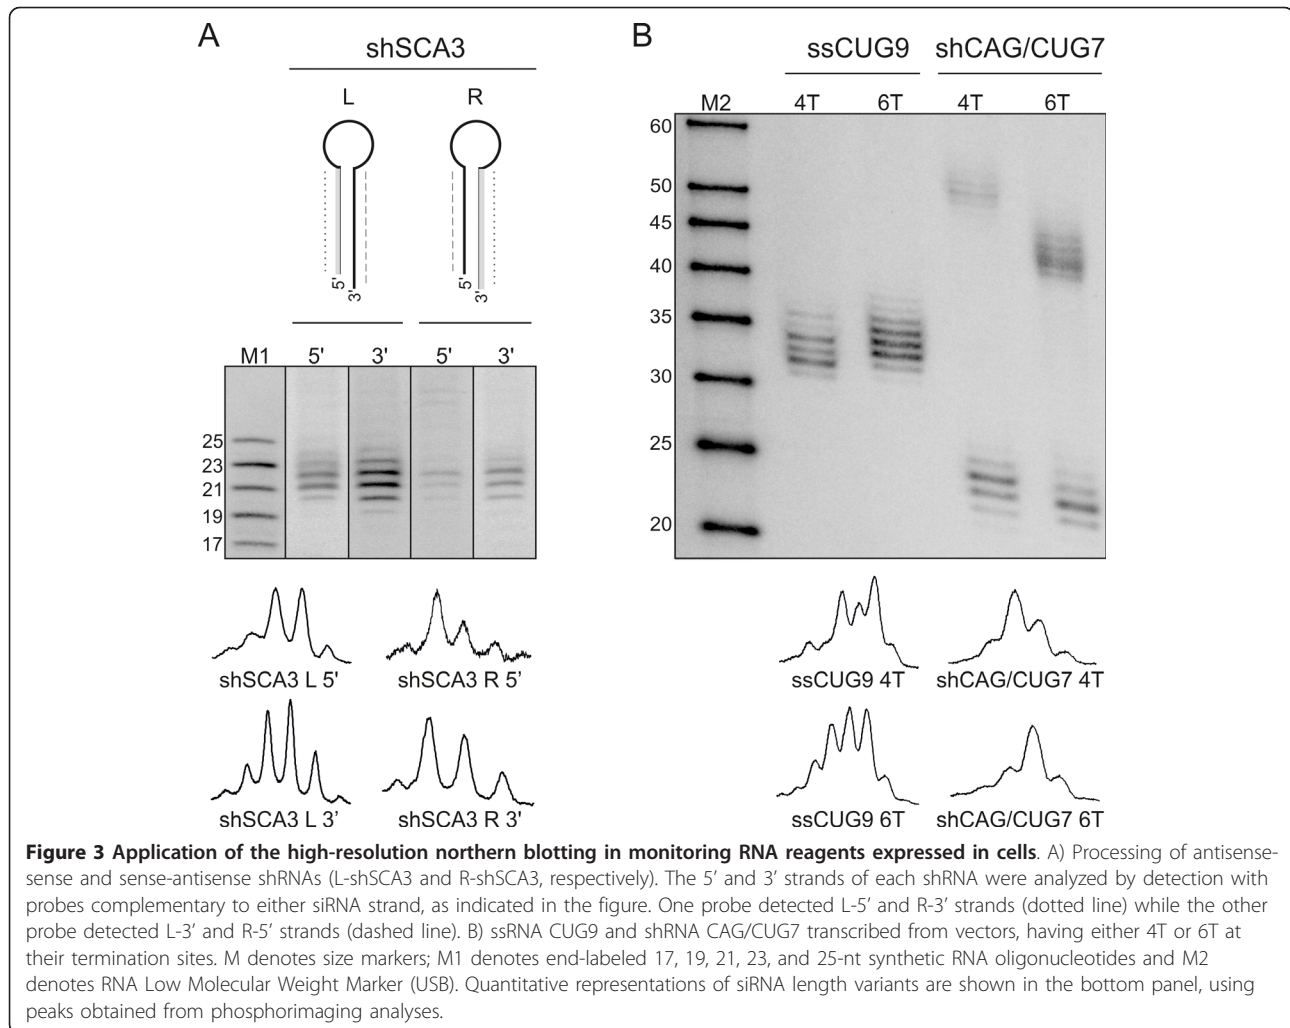 A
shSCA3
L
R
5'
3'
5'
3'
M1 5' 3' 5' 3'
25
23
21
19
17
shSCA3 L 5'
shSCA3 R 5'
shSCA3 L 3'
shSCA3 R 3'
B
ssCUG9 shCAG/CUG7
M2 4T 6T 4T 6T
60
50
45
40
35
30
25
20
ssCUG9 4T
shCAG/CUG7 4T
ssCUG9 6T
shCAG/CUG7 6T
Figure 3 Application of the high-resolution northern blotting in monitoring RNA reagents expressed in cells. A) Processing of antisense-
sense and sense-antisense shRNAs (L-shSCA3 and R-shSCA3, respectively). The 5' and 3' strands of each shRNA were analyzed by detection with
probes complementary to either siRNA strand, as indicated in the figure. One probe detected L-5' and R-3' strands (dotted line) while the other
probe detected L-3' and R-5' strands (dashed line). B) ssRNA CUG9 and shRNA CAG/CUG7 transcribed from vectors, having either 4T or 6T at
their termination sites. M denotes size markers; M1 denotes end-labeled 17, 19, 21, 23, and 25-nt synthetic RNA oligonucleotides and M2
denotes RNA Low Molecular Weight Marker (USB). Quantitative representations of siRNA length variants are shown in the bottom panel, using
peaks obtained from phosphorimaging analyses.